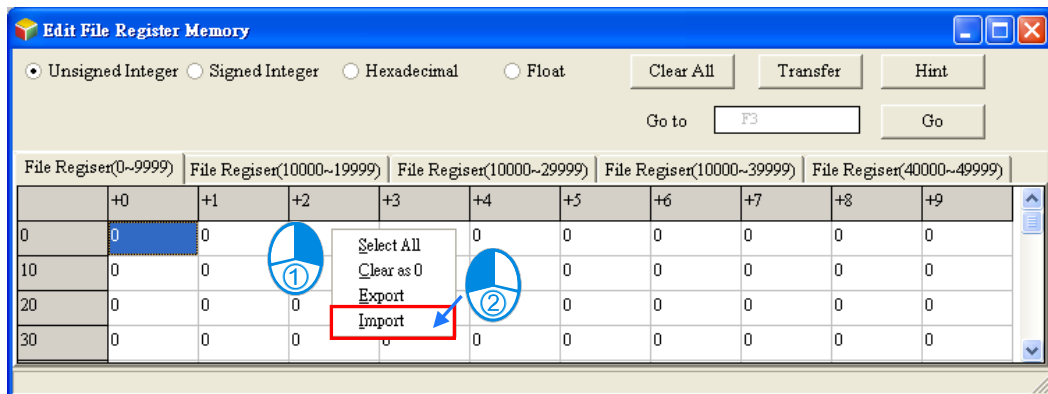 Edit File Register Memory
Unsigned Integer Signed Integer Hexadecimal Float Clear All Transfer Hint
Go to F3 Go
File Regiser(0~9999) File Regiser(10000~19999) File Regiser(10000~29999) File Regiser(10000~39999) File Regiser(40000~49999)
+0 +1 +2 +3 +4 +5 +6 +7 +8 +9
0 0 0 0 0 0 0 0 0
Select All
10 0 0 0 0 0 0 0
Clear as 0
① ②
20 0 0 0 0 0 0 0 0
Export
Import
30 0 0 0 0 0 0 0 0 0 0